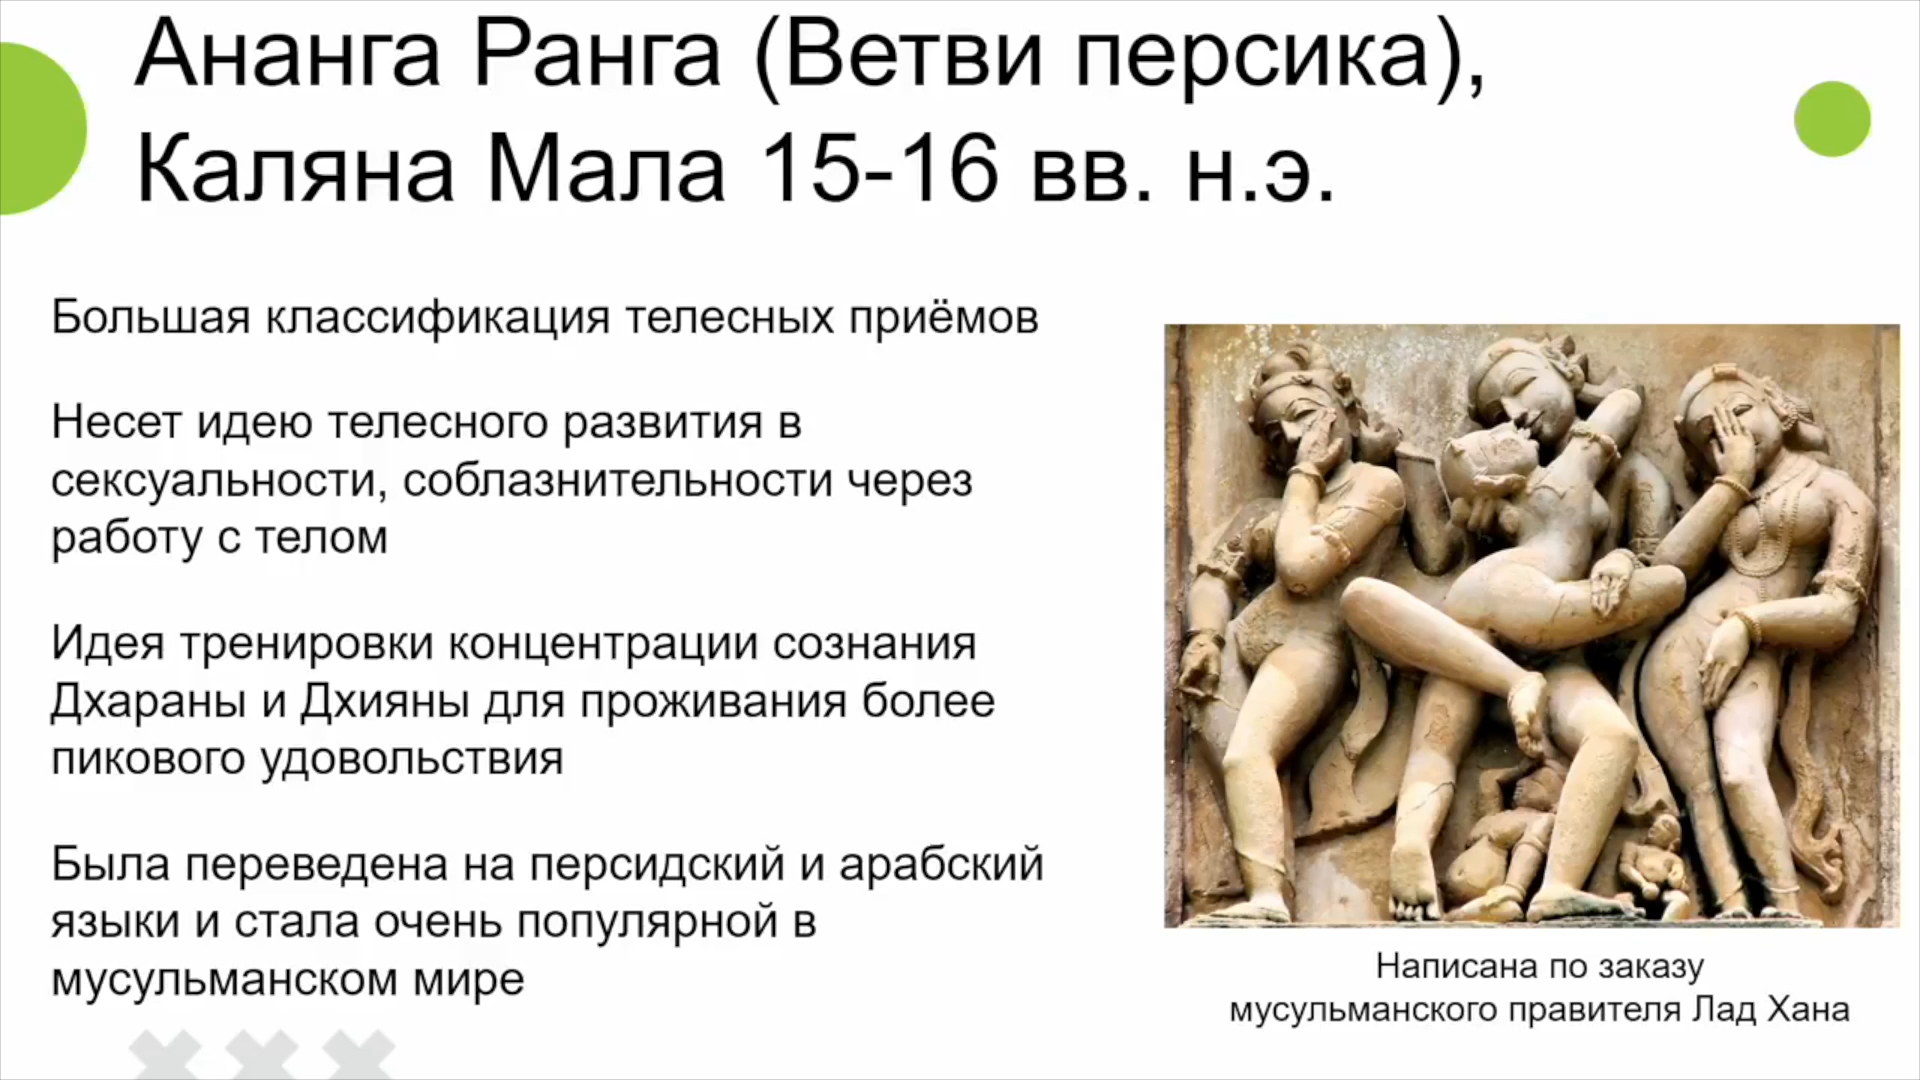 Ананга Ранга (Ветви персика),
Каляна Мала 15-16 вв. н.э.
Большая классификация телесных приёмов
Несет идею телесного развития в
сексуальности, соблазнительности через
работу с телом
Идея тренировки концентрации сознания
Дхараны и Дхияны для проживания более
пикового удовольствия
Была переведена на персидский и арабский
языки и стала очень популярной в
мусульманском мире
Написана по заказу
мусульманского правителя Лад Хана